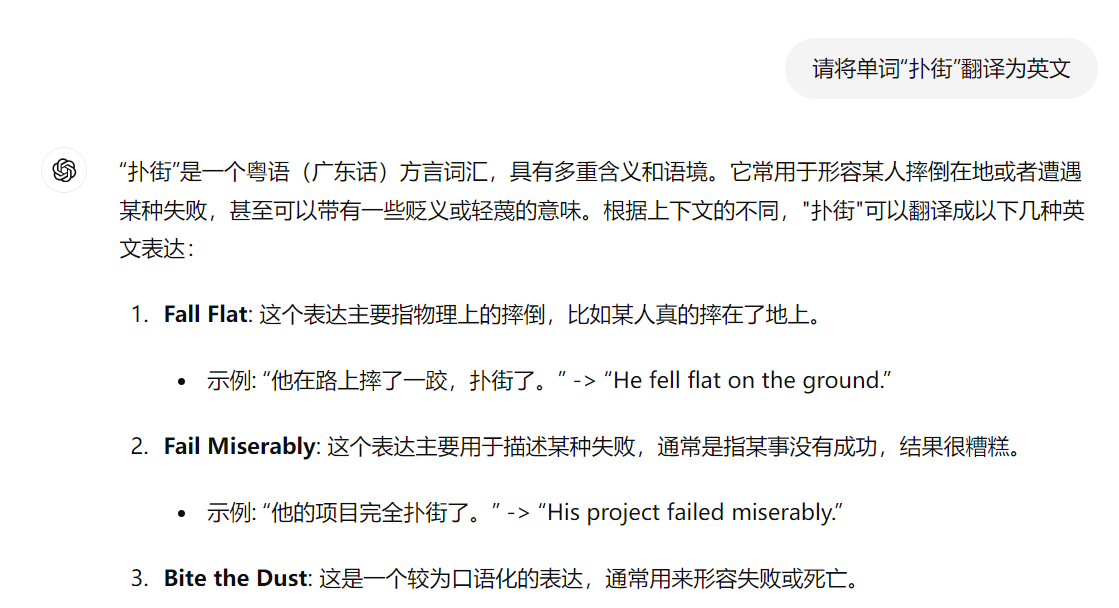 请将单词“扑街”翻译为英文
“扑街”是一个粤语（广东话）方言词汇，具有多重含义和语境。它常用于形容某人摔倒在地或者遭遇
某种失败，甚至可以带有一些贬义或轻蔑的意味。根据上下文的不同，"扑街"可以翻译成以下几种英
文表达：
1. Fall Flat: 这个表达主要指物理上的摔倒，比如某人真的摔在了地上。
• 示例: “他在路上摔了一跤，扑街了。” -> “He fell flat on the ground.”
2. Fail Miserably: 这个表达主要用于描述某种失败，通常是指某事没有成功，结果很糟糕。
• 示例: “他的项目完全扑街了。” -> “His project failed miserably.”
3. Bite the Dust: 这是一个较为口语化的表达，通常用来形容失败或死亡。